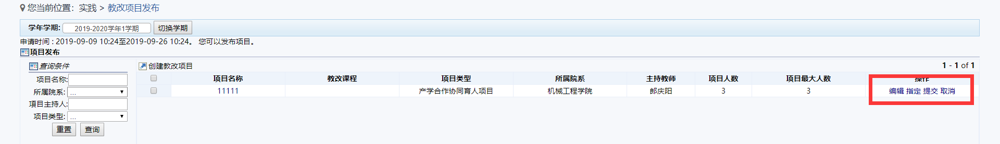 您当前位置：实践 > 教改项目发布
学年学期: 2019-2020学年1学期 切换学期
申请时间：2019-09-09 10:24至2019-09-26 10:24。 您可以发布项目。
项目发布
查询条件
项目名称:
所属院系: ...
項目主持人:
项目类型: ...
重置 查询
创建教改项目 1 - 1 of 1
项目名称 教改课程 项目类型 所属院系 主持教师 项目人数 项目最大人数 操作
11111 产学合作协同育人项目 机械工程学院 郎庆阳 3 3 编辑 指定 提交 取消